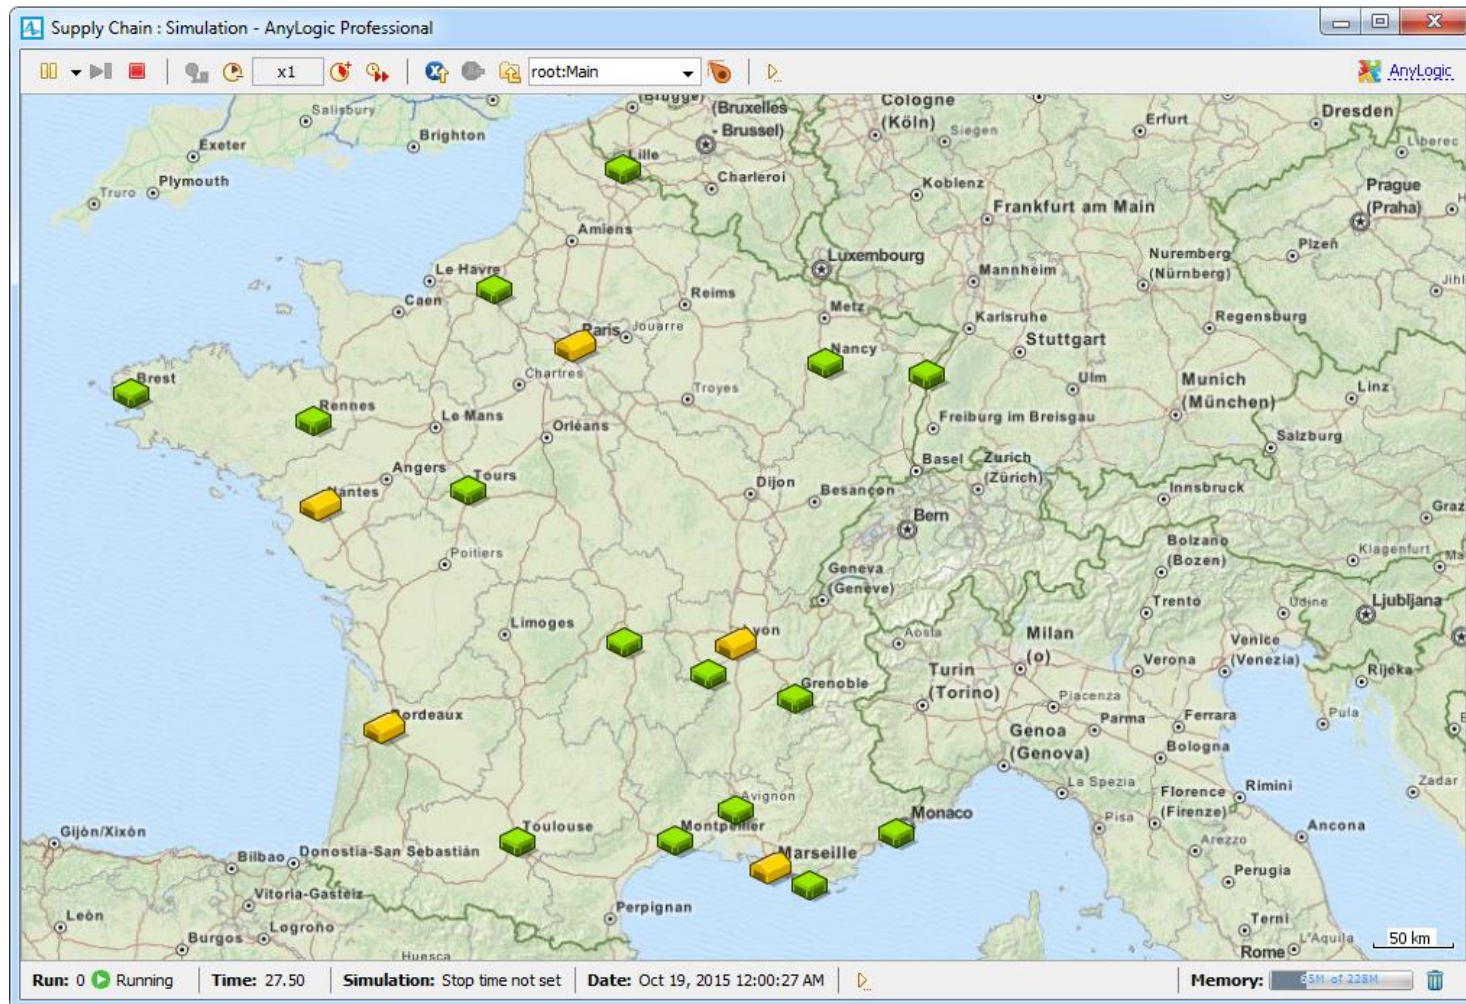 Supply Chain : Simulation - AnyLogic Professional
x1
root:Main
AnyLogic
Salisbury
(Brugge)
(Bruxelles
- Brussel)
Cologne
(Köln)
Siegen
Erfurt
Dresden
Liberec
Exeter
Brighton
Lille
Charleroi
Koblenz
Prague
(Praha)
Truro
Plymouth
Frankfurt am Main
Amiens
Luxembourg
Nuremberg
(Nürnberg)
Plzeň
Le Havre
Mannheim
Caen
Reims
Metz
Karlsruhe
Regensburg
Paris
Jouarre
Stuttgart
Nancy
Brest
Chartres
Troyes
Ulm
Munich
(München)
Linz
Rennes
Le Mans
Orléans
Freiburg im Breisgau
Salzburg
Angers
Tours
Dijon
Besançon
Basel
Zurich
(Zürich)
Innsbruck
Nantes
Bern
Graz
Poitiers
Bolzano
(Bozen)
Klagenfurt
Geneva
(Genève)
Trento
Udine
Ljubljana
Limoges
Lyon
Aosta
Milan
(o)
Venice
(Venezia)
Verona
Rijeka
Grenoble
Turin
(Torino)
Piacenza
Bordeaux
Parma
Ferrara
Pula
Genoa
(Genova)
Bologna
La Spezia
Rimini
Zadar
Avignon
Florence
(Firenze)
Monaco
Gijón/Xixón
Toulouse
Montpellier
Pisa
Ancona
Bilbao
Donostia-San Sebastián
Marseille
Arezzo
Vitoria-Gasteiz
Perugia
León
Logroño
Perpignan
Terni
Burgos
Huesca
Rome
L'Aquila
50 km
Run: 0 Running
Time: 27.50
Simulation: Stop time not set
Date: Oct 19, 2015 12:00:27 AM
Memory: 65M of 228M